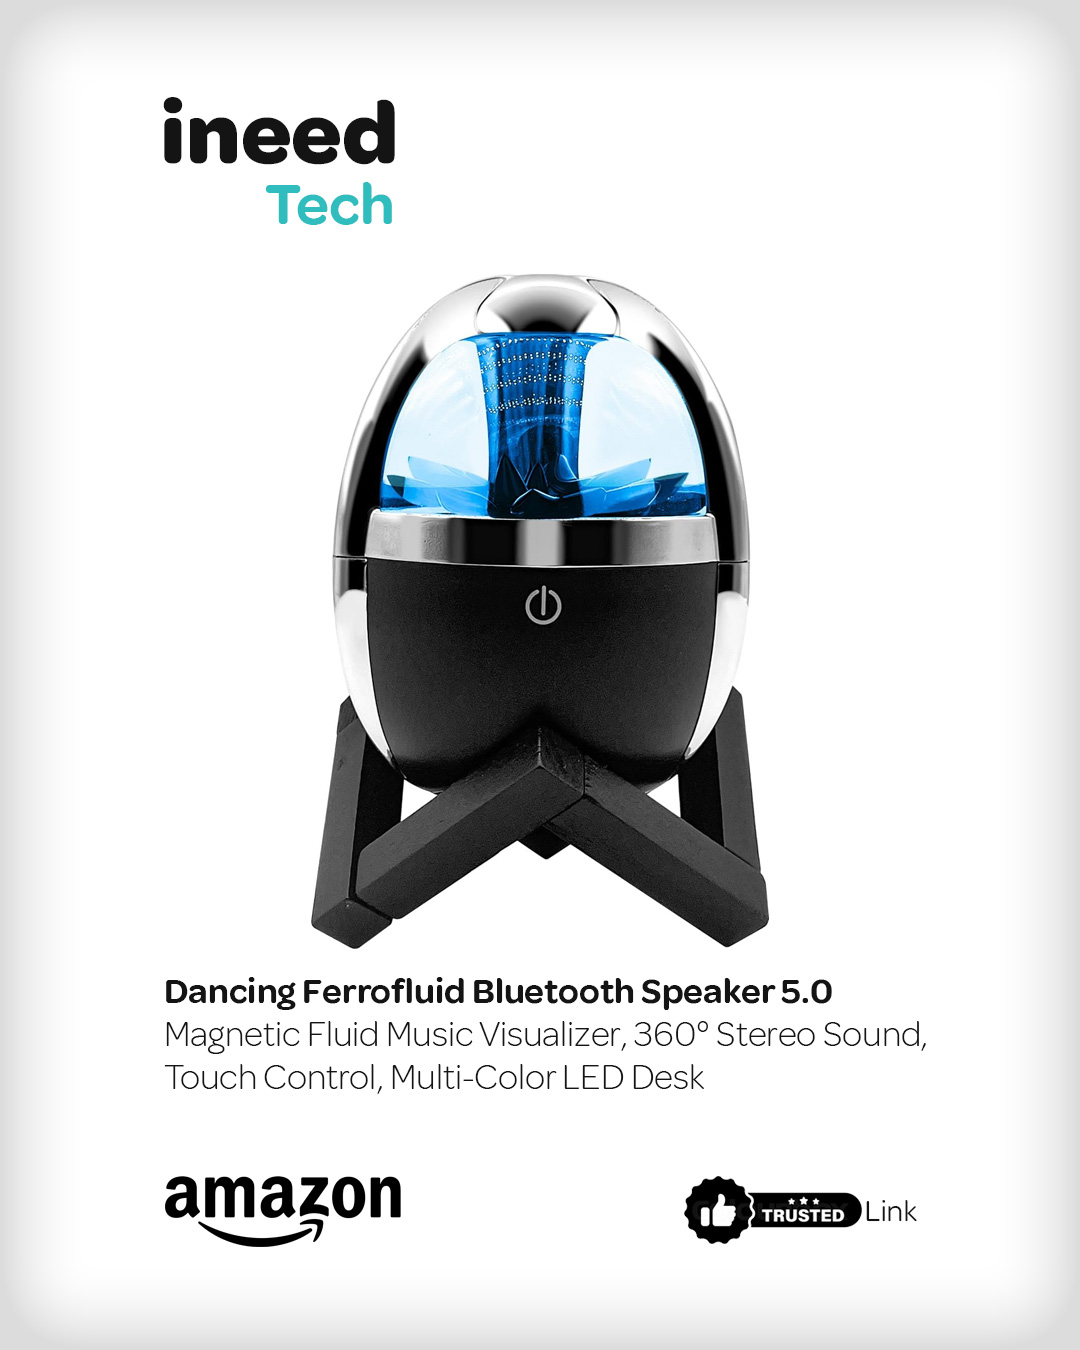 ineed
Tech
Dancing Ferrofluid Bluetooth Speaker 5.0
Magnetic Fluid Music Visualizer, 360° Stereo Sound,
Touch Control, Multi-Color LED Desk
amazon
TRUSTED Link